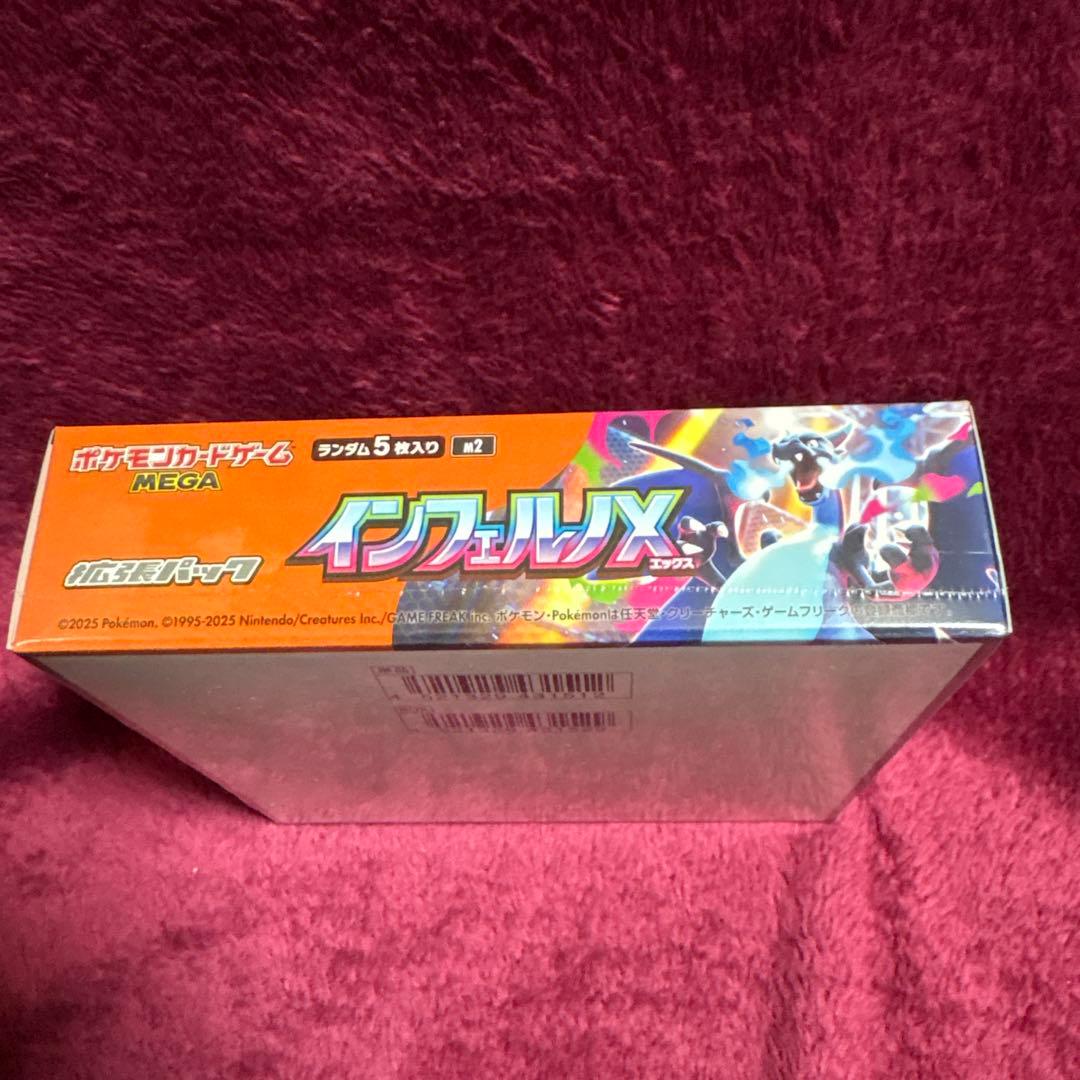 ポケモンカードゲーム
MEGA
ランダム5枚入り
M2
インフェルノX
エックス
拡張パック
©2025 Pokémon. ©1995-2025 Nintendo/Creatures Inc./GAME FREAK inc. ポケモン・Pokémonは任天堂・クリーチャーズ・ゲームフリークの登録商標です。